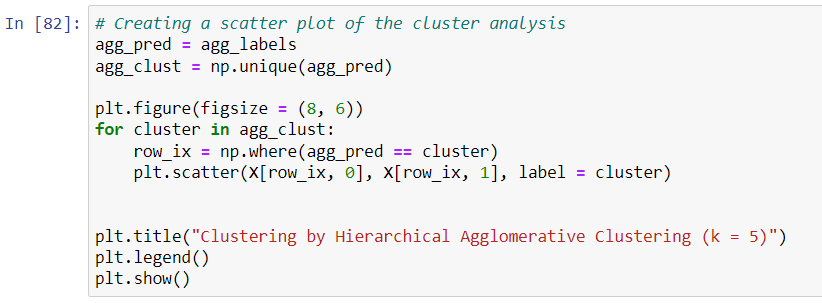 In [82]: # Creating a scatter plot of the cluster analysis
agg_pred = agg_labels
agg_clust = np.unique(agg_pred)
plt.figure(figsize = (8, 6))
for cluster in agg_clust:
    row_ix = np.where(agg_pred == cluster)
    plt.scatter(X[row_ix, 0], X[row_ix, 1], label = cluster)
plt.title("Clustering by Hierarchical Agglomerative Clustering (k = 5)")
plt.legend()
plt.show()